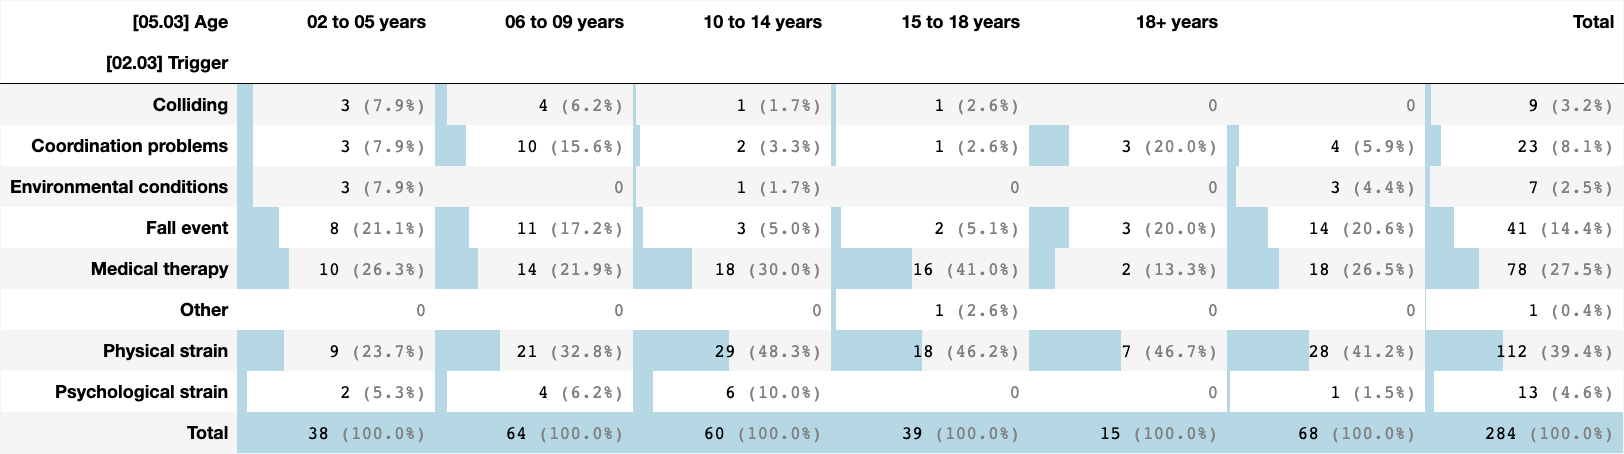 [05.03] Age 02 to 05 years 06 to 09 years 10 to 14 years 15 to 18 years 18+ years Total
[02.03] Trigger
Colliding 3 (7.9%) 4 (6.2%) 1 (1.7%) 1 (2.6%) 0 0 9 (3.2%)
Coordination problems 3 (7.9%) 10 (15.6%) 2 (3.3%) 1 (2.6%) 3 (20.0%) 4 (5.9%) 23 (8.1%)
Environmental conditions 3 (7.9%) 0 1 (1.7%) 0 0 3 (4.4%) 7 (2.5%)
Fall event 8 (21.1%) 11 (17.2%) 3 (5.0%) 2 (5.1%) 3 (20.0%) 14 (20.6%) 41 (14.4%)
Medical therapy 10 (26.3%) 14 (21.9%) 18 (30.0%) 16 (41.0%) 2 (13.3%) 18 (26.5%) 78 (27.5%)
Other 0 0 0 1 (2.6%) 0 0 1 (0.4%)
Physical strain 9 (23.7%) 21 (32.8%) 29 (48.3%) 18 (46.2%) 7 (46.7%) 28 (41.2%) 112 (39.4%)
Psychological strain 2 (5.3%) 4 (6.2%) 6 (10.0%) 0 0 1 (1.5%) 13 (4.6%)
Total 38 (100.0%) 64 (100.0%) 60 (100.0%) 39 (100.0%) 15 (100.0%) 68 (100.0%) 284 (100.0%)